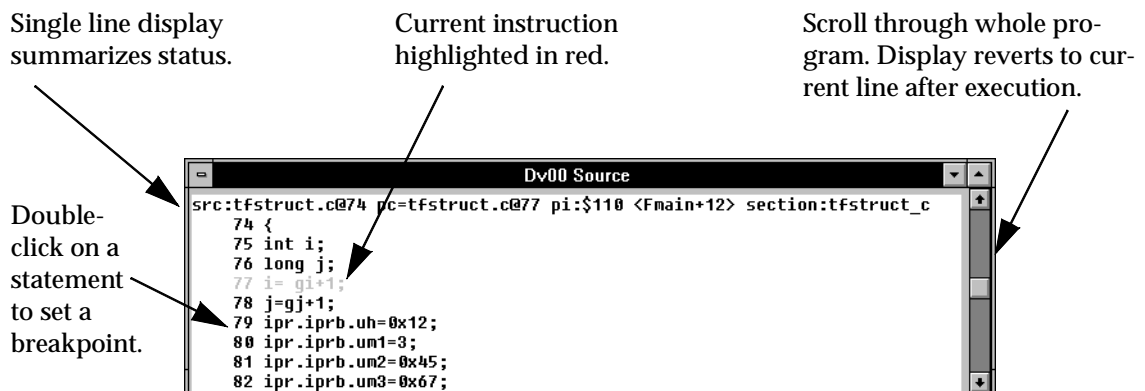 Single line display
summarizes status.
Current instruction
highlighted in red.
Scroll through whole pro-
gram. Display reverts to cur-
rent line after execution.
Double-
click on a
statement
to set a
breakpoint.
Dv00 Source
src:tfstruct.c@74 pc=tfstruct.c@77 pi:$110 <Fmain+12> section:tfstruct_c
74 {
75 int i;
76 long j;
77 i= gi+1;
78 j=gj+1;
79 ipr.iprb.uh=0x12;
80 ipr.iprb.um1=3;
81 ipr.iprb.um2=0x45;
82 ipr.iprb.um3=0x67;